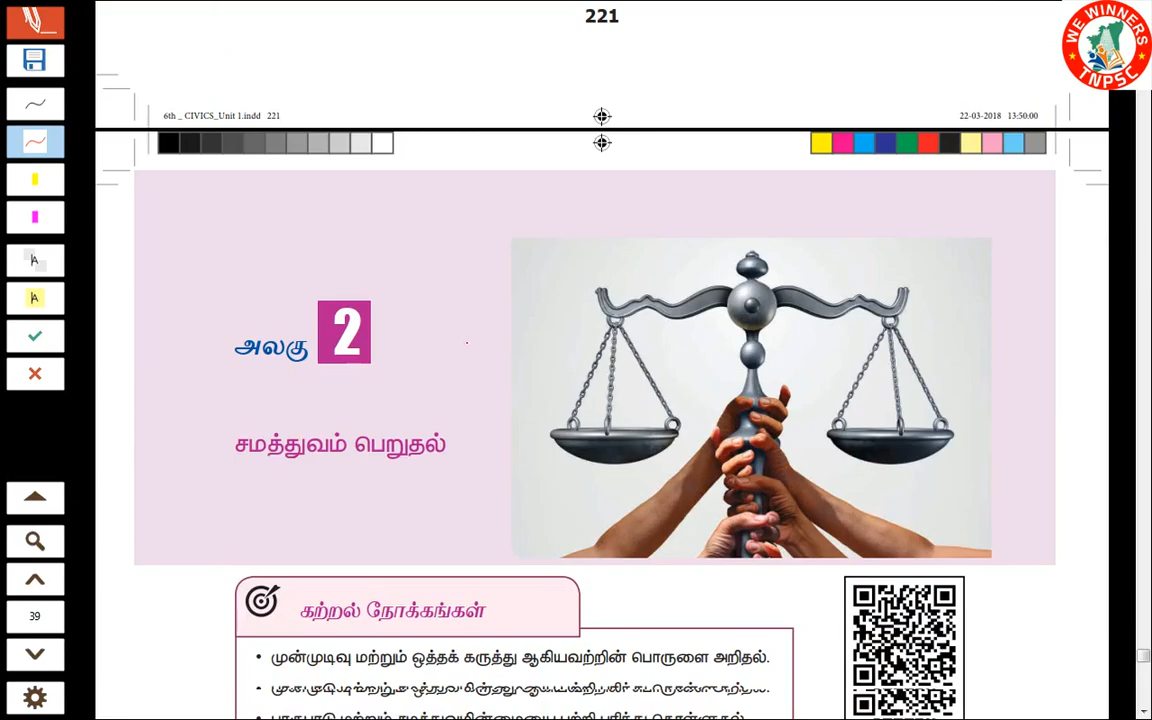 221
WE WINNERS
TNPSC
6th _ CIVICS_Unit 1.indd 221
22-03-2018 13:50:00
அலகு 2
சமத்துவம் பெறுதல்
கற்றல் நோக்கங்கள்
• முன்முடிவு மற்றும் ஒத்தக் கருத்து ஆகியவற்றின் பொருளை அறிதல்.
39